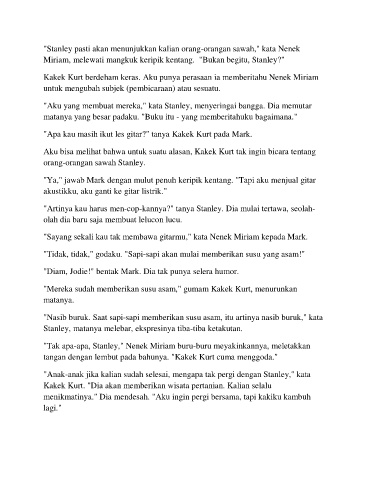 "Stanley pasti akan menunjukkan kalian orang-orangan sawah," kata Nenek
Miriam, melewati mangkuk keripik kentang.  "Bukan begitu, Stanley?"
Kakek Kurt berdeham keras. Aku punya perasaan ia memberitahu Nenek Miriam
untuk mengubah subjek (pembicaraan) atau sesuatu.
"Aku yang membuat mereka," kata Stanley, menyeringai bangga. Dia memutar
matanya yang besar padaku. "Buku itu - yang memberitahuku bagaimana."
"Apa kau masih ikut les gitar?" tanya Kakek Kurt pada Mark.
Aku bisa melihat bahwa untuk suatu alasan, Kakek Kurt tak ingin bicara tentang
orang-orangan sawah Stanley.
"Ya," jawab Mark dengan mulut penuh keripik kentang. "Tapi aku menjual gitar
akustikku, aku ganti ke gitar listrik."
"Artinya kau harus men-cop-kannya?" tanya Stanley. Dia mulai tertawa, seolah-
olah dia baru saja membuat lelucon lucu.
"Sayang sekali kau tak membawa gitarmu," kata Nenek Miriam kepada Mark.
"Tidak, tidak," godaku. "Sapi-sapi akan mulai memberikan susu yang asam!"
"Diam, Jodie!" bentak Mark. Dia tak punya selera humor.
"Mereka sudah memberikan susu asam," gumam Kakek Kurt, menurunkan
matanya.
"Nasib buruk. Saat sapi-sapi memberikan susu asam, itu artinya nasib buruk," kata
Stanley, matanya melebar, ekspresinya tiba-tiba ketakutan.
"Tak apa-apa, Stanley," Nenek Miriam buru-buru meyakinkannya, meletakkan
tangan dengan lembut pada bahunya. "Kakek Kurt cuma menggoda."
"Anak-anak jika kalian sudah selesai, mengapa tak pergi dengan Stanley," kata
Kakek Kurt. "Dia akan memberikan wisata pertanian. Kalian selalu
menikmatinya." Dia mendesah. "Aku ingin pergi bersama, tapi kakiku kambuh
lagi."